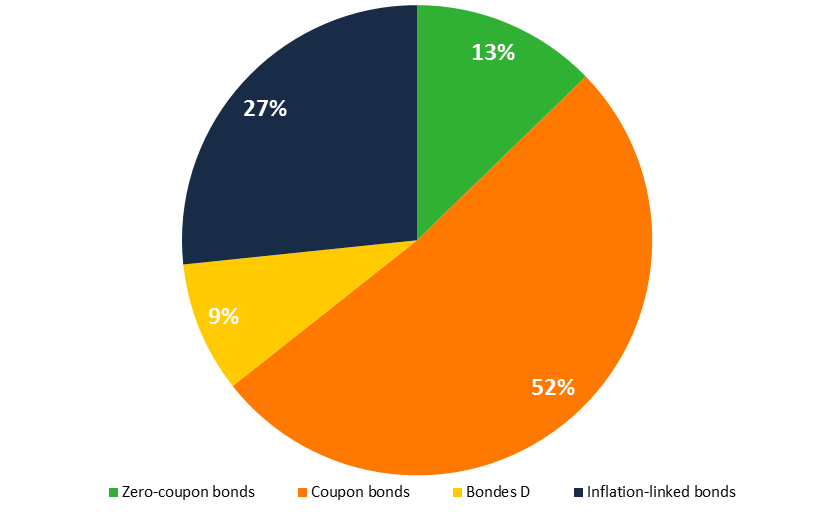 13%
27%
9%
52%
Zero-coupon bonds Coupon bonds Bondes D Inflation-linked bonds